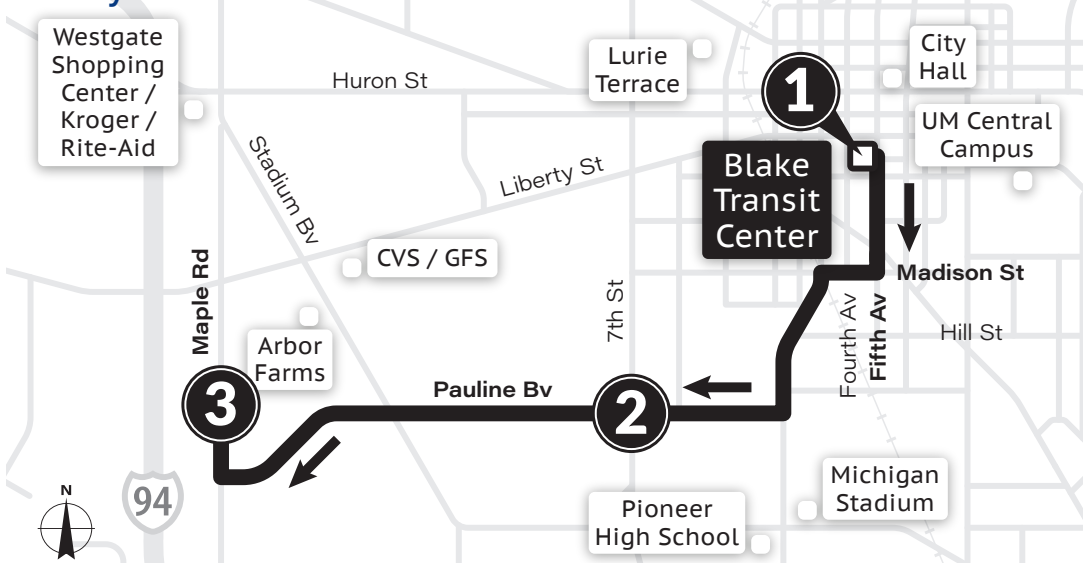 Westgate
Shopping
Center /
Kroger /
Rite-Aid
Huron St
Lurie
Terrace
1
City
Hall
UM Central
Campus
Blake
Transit
Center
Stadium Bv
Liberty St
CVS / GFS
Maple Rd
7th St
Madison St
Fourth Av
Fifth Av
Hill St
Arbor
Farms
3
Pauline Bv
2
Michigan
Stadium
Pioneer
High School
94
N